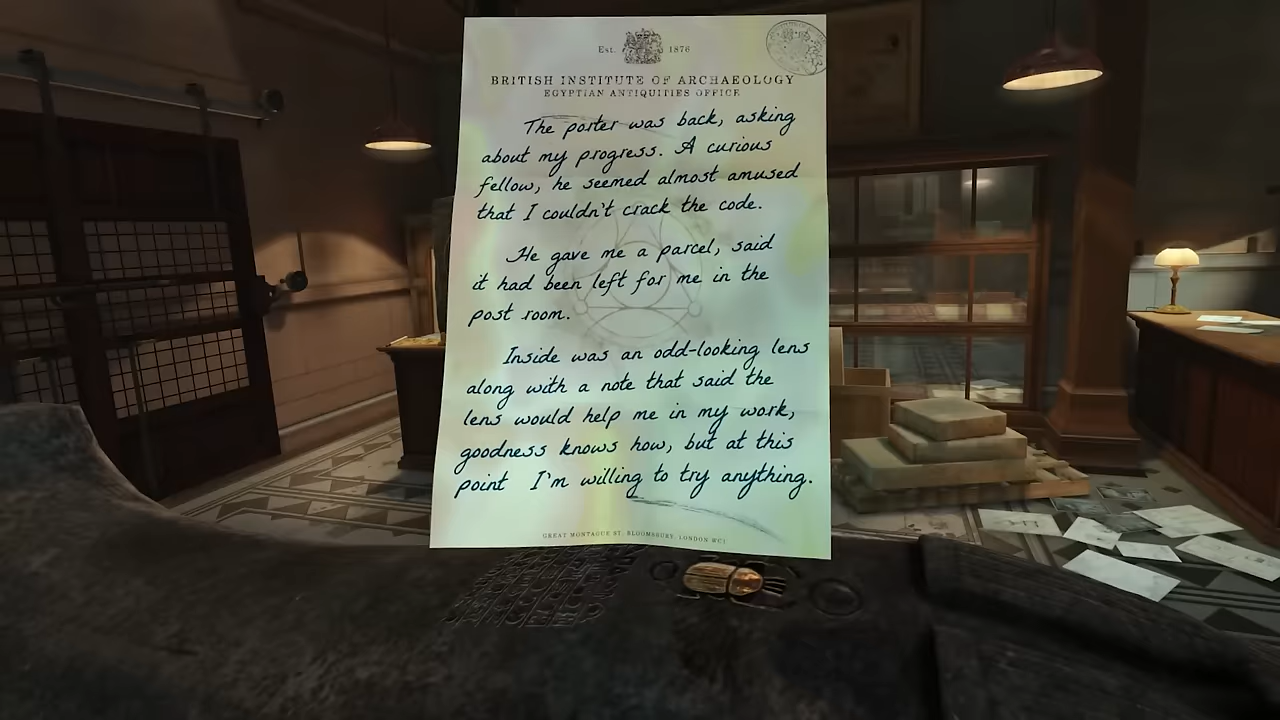 Est. 1876
BRITISH INSTITUTE OF ARCHAEOLOGY
EGYPTIAN ANTIQUITIES OFFICE
The porter was back, asking
about my progress. A curious
fellow, he seemed almost amused
that I couldn't crack the code.
He gave me a parcel, said
it had been left for me in the
post room.
Inside was an odd-looking lens
along with a note that said the
lens would help me in my work,
goodness knows how, but at this
point I'm willing to try anything.
GREAT MONTAGUE ST, BLOOMSBURY, LONDON WC1